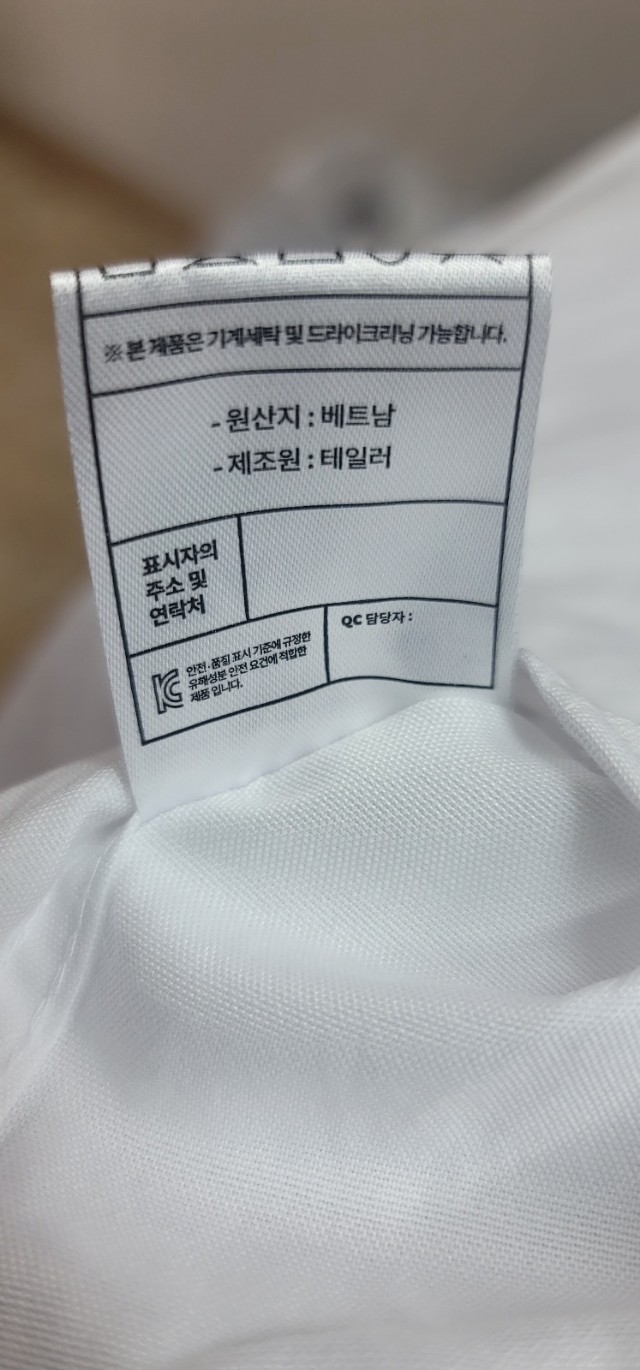 ※ 본 제품은 기계세탁 및 드라이크리닝 가능합니다.
- 원산지 : 베트남
- 제조원 : 테일러
표시자의
주소 및
연락처
KC
안전·품질 표시 기준에 규정한
유해성분 안전 요건에 적합한
제품 입니다.
QC 담당자 :